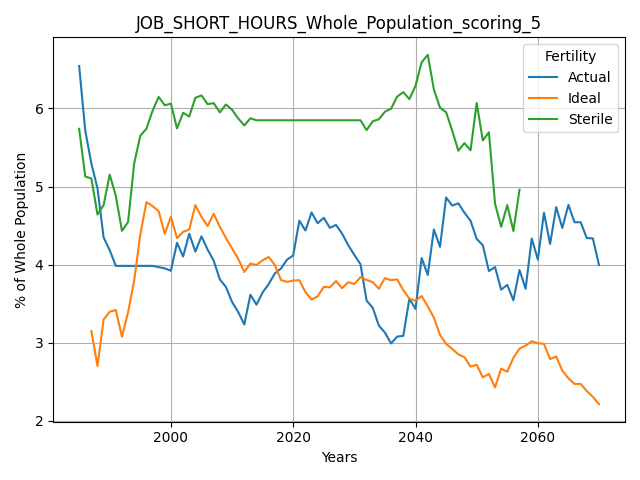 JOB_SHORT_HOURS_Whole_Population_scoring_5
Fertility
Actual
Ideal
Sterile
% of Whole Population
6
5
4
3
2
2000 2020 2040 2060
Years